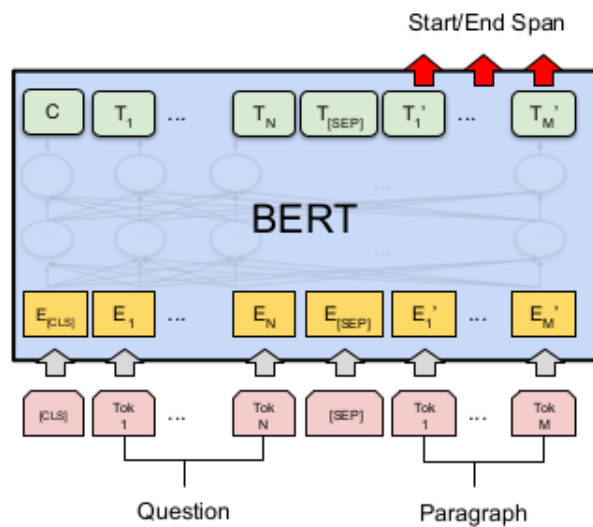 Start/End Span
C T1 ... TN T[SEP] T1' ... TM'
...
BERT
...
E[CLS] E1 ... EN E[SEP] E1' ... EM'
[CLS] Tok 1 ... Tok N [SEP] Tok 1 ... Tok M
Question Paragraph